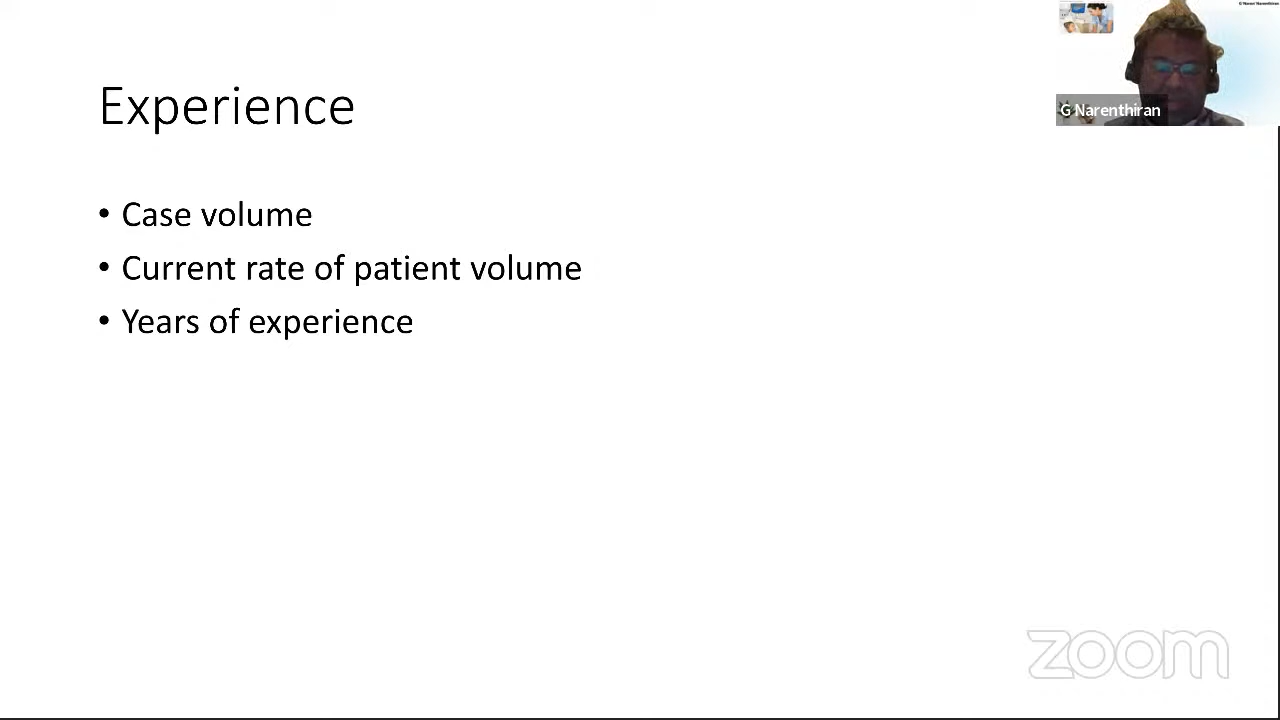 Experience
• Case volume
• Current rate of patient volume
• Years of experience
G Narenthiran
zoom